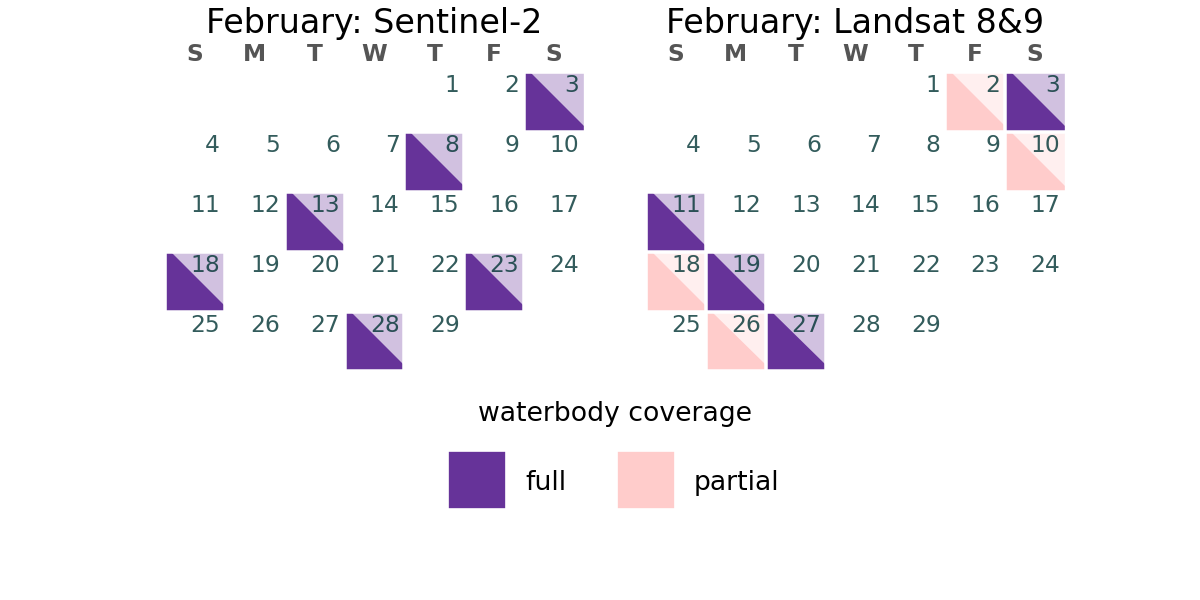 February: Sentinel-2
S M T W T F S
1 2 3
4 5 6 7 8 9 10
11 12 13 14 15 16 17
18 19 20 21 22 23 24
25 26 27 28 29
February: Landsat 8&9
S M T W T F S
1 2 3
4 5 6 7 8 9 10
11 12 13 14 15 16 17
18 19 20 21 22 23 24
25 26 27 28 29
waterbody coverage
full
partial